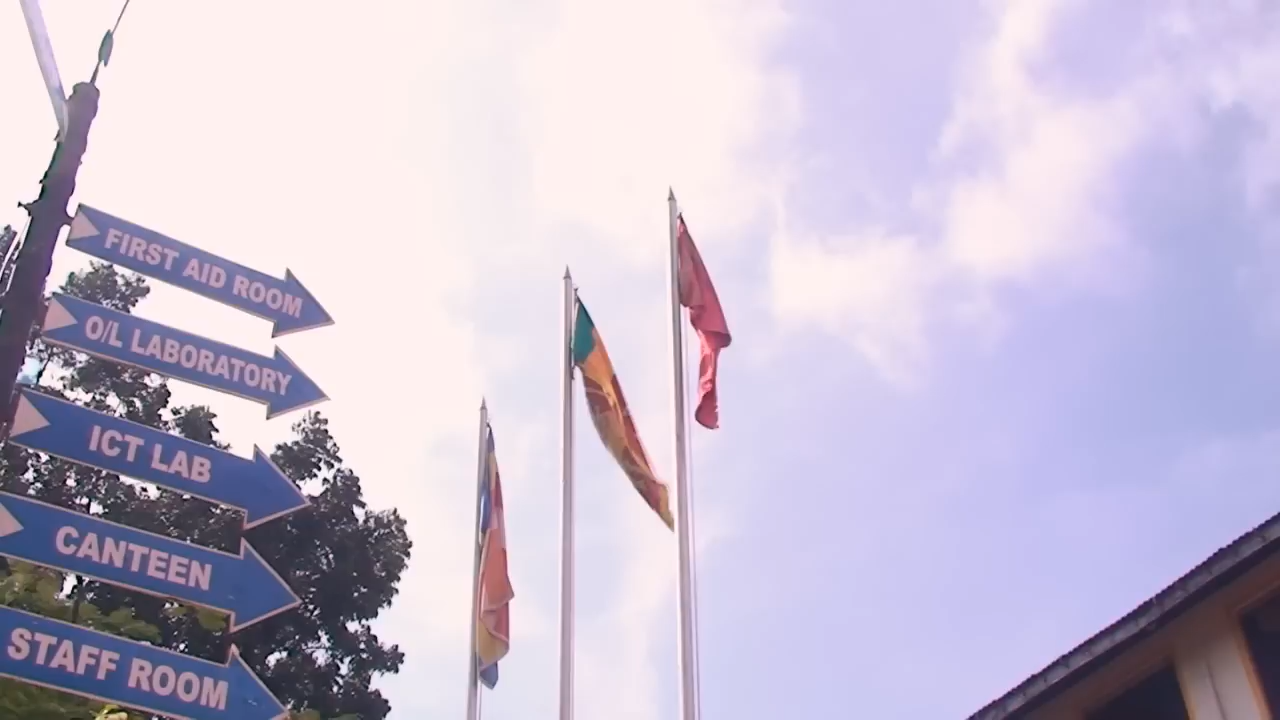 FIRST AID ROOM
O/L LABORATORY
ICT LAB
CANTEEN
STAFF ROOM